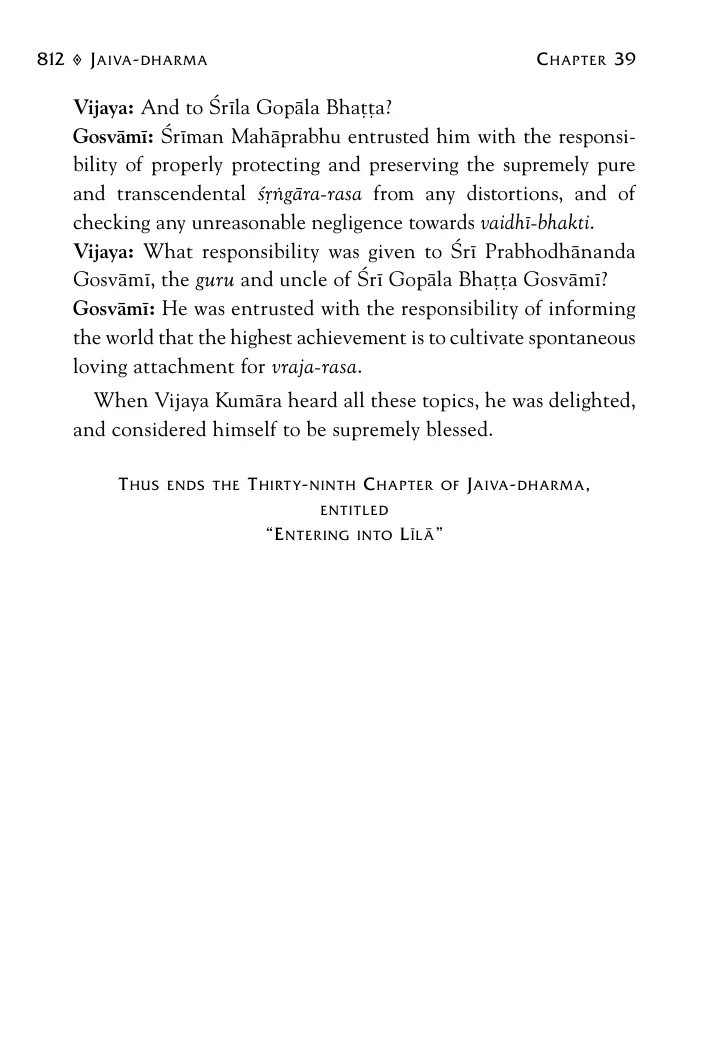 812 ◊ Jaiva-dharma Chapter 39
Vijaya: And to Śrīla Gopāla Bhaṭṭa?
Gosvāmī: Śrīman Mahāprabhu entrusted him with the responsi-
bility of properly protecting and preserving the supremely pure
and transcendental śṛṅgāra-rasa from any distortions, and of
checking any unreasonable negligence towards vaidhī-bhakti.
Vijaya: What responsibility was given to Śrī Prabhodhānanda
Gosvāmī, the guru and uncle of Śrī Gopāla Bhaṭṭa Gosvāmī?
Gosvāmī: He was entrusted with the responsibility of informing
the world that the highest achievement is to cultivate spontaneous
loving attachment for vraja-rasa.
When Vijaya Kumāra heard all these topics, he was delighted,
and considered himself to be supremely blessed.
Thus ends the Thirty-ninth Chapter of Jaiva-dharma,
entitled
“Entering into Līlā”